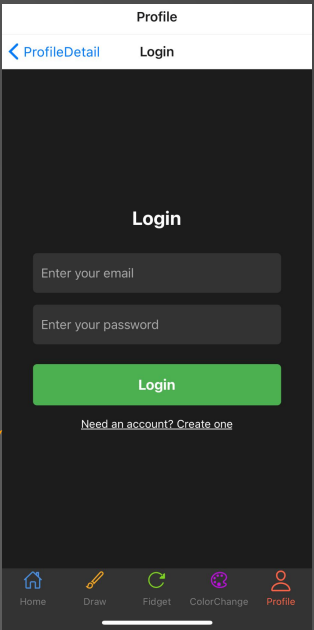 Profile
ProfileDetail Login
Login
Enter your email
Enter your password
Login
Need an account? Create one
Home Draw Fidget ColorChange Profile